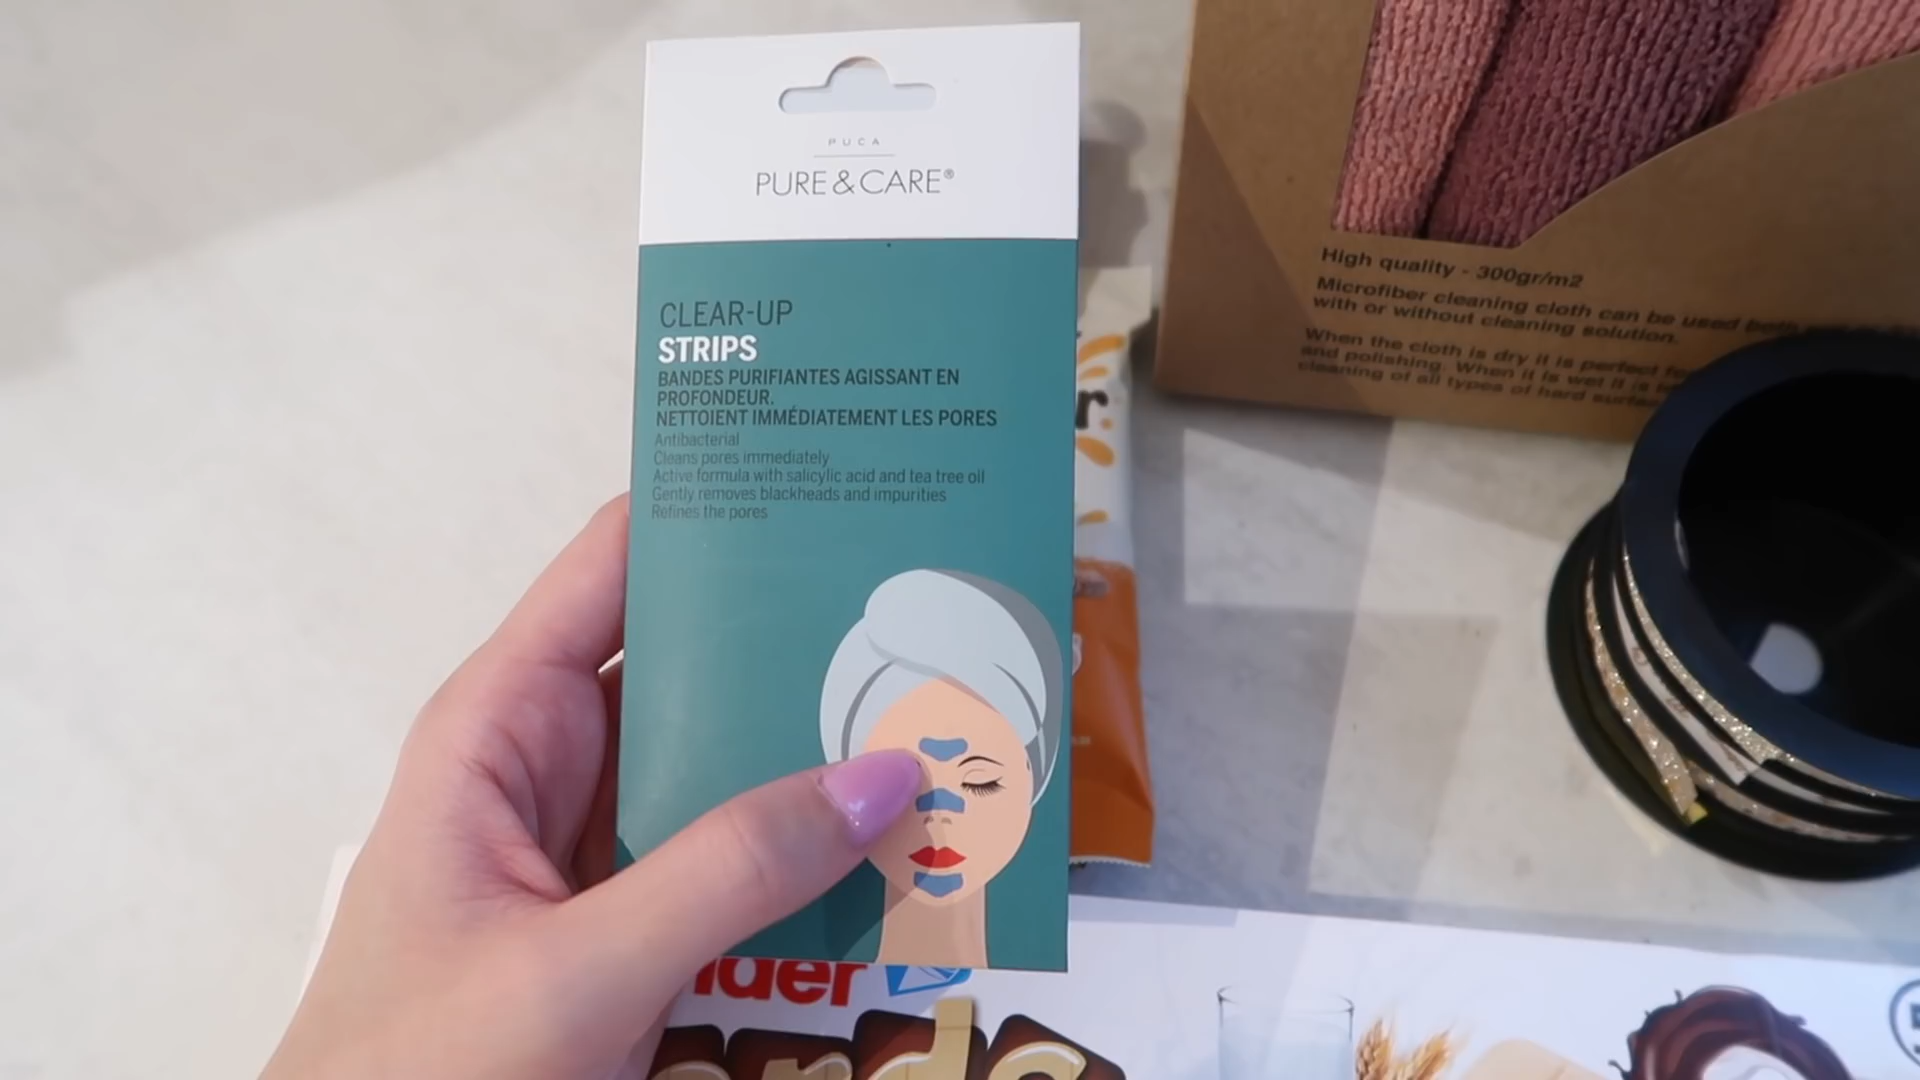 PUCA
PURE & CARE®
CLEAR-UP
STRIPS
BANDES PURIFIANTES AGISSANT EN
PROFONDEUR.
NETTOIENT IMMÉDIATEMENT LES PORES
Antibacterial
Cleans pores immediately
Active formula with salicylic acid and tea tree oil
Gently removes blackheads and impurities
Refines the pores
High quality - 300gr/m2
Microfiber cleaning cloth can be used both
with or without cleaning solution.
When the cloth is dry it is perfect
and polishing. When it is wet it is
cleaning of all types of hard
r.
nder
ards